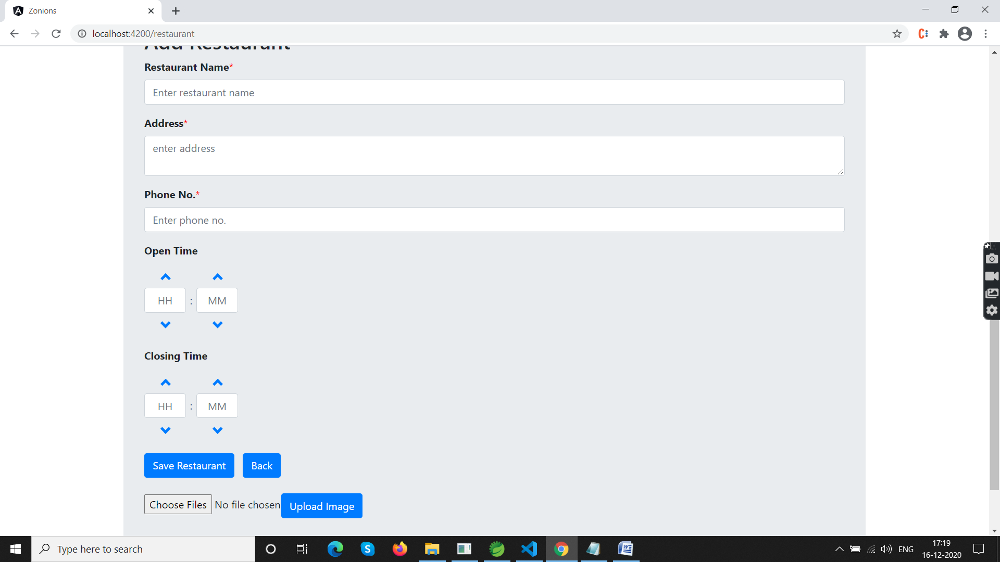 Zonions
localhost:4200/restaurant
Add Restaurant
Restaurant Name*
Enter restaurant name
Address*
enter address
Phone No.*
Enter phone no.
Open Time
HH : MM
Closing Time
HH : MM
Save Restaurant Back
Choose Files No file chosen Upload Image
Type here to search
ENG
17:19
16-12-2020